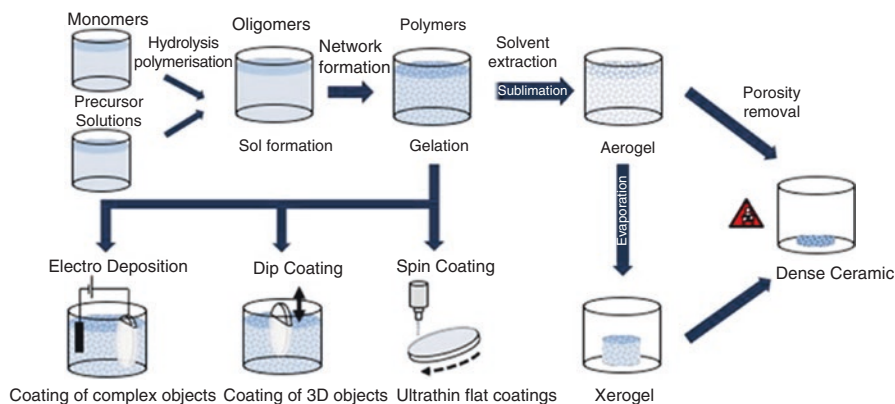 Monomers
Hydrolysis
polymerisation
Precursor
Solutions
Oligomers
Sol formation
Network
formation
Polymers
Gelation
Solvent
extraction
Sublimation
Aerogel
Porosity
removal
Evaporation
Dense Ceramic
Xerogel
Electro Deposition
Coating of complex objects
Dip Coating
Coating of 3D objects
Spin Coating
Ultrathin flat coatings